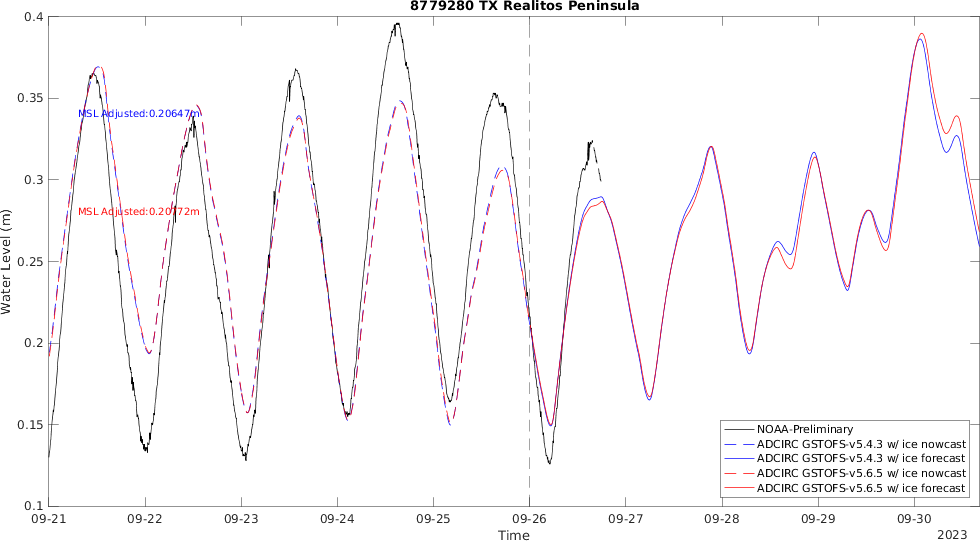 8779280 TX Realitos Peninsula
0.4
0.35
0.3
0.25
0.2
0.15
0.1
Water Level (m)
MSL Adjusted:0.20647m
MSL Adjusted:0.20772m
NOAA-Preliminary
ADCIRC GSTOFS-v5.4.3 w/ ice nowcast
ADCIRC GSTOFS-v5.4.3 w/ ice forecast
ADCIRC GSTOFS-v5.6.5 w/ ice nowcast
ADCIRC GSTOFS-v5.6.5 w/ ice forecast
09-21 09-22 09-23 09-24 09-25 09-26 09-27 09-28 09-29 09-30
Time
2023